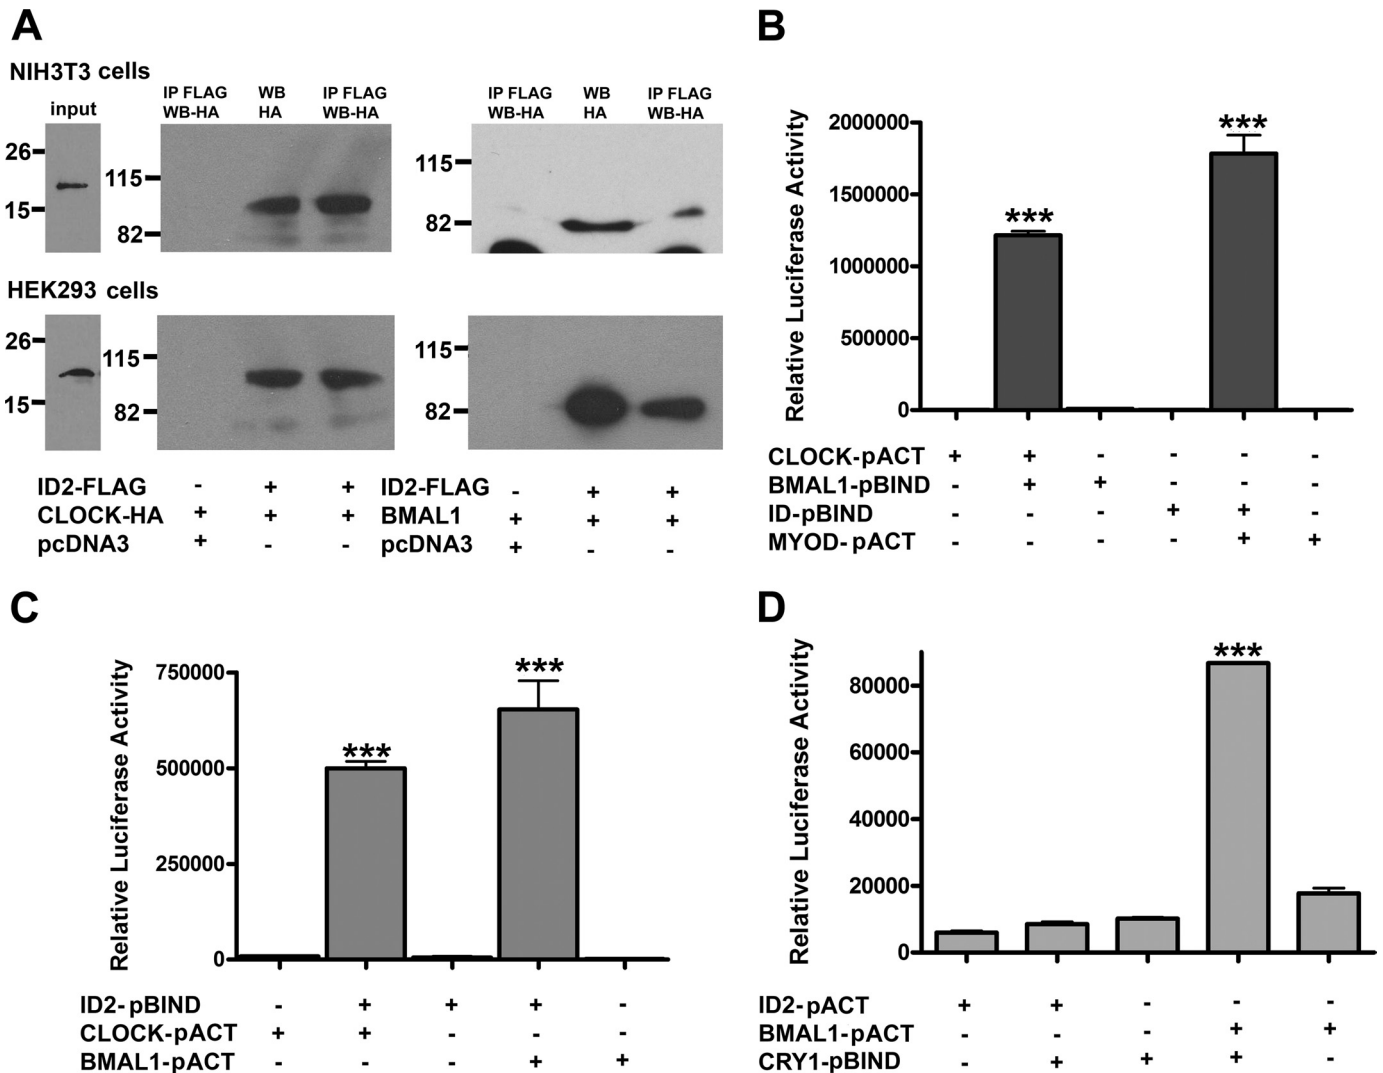 A
NIH3T3 cells
input
IP FLAG WB IP FLAG
WB-HA HA WB-HA
IP FLAG WB IP FLAG
WB-HA HA WB-HA
26
15
115
82
115
82
HEK293 cells
26
15
115
82
115
82
ID2-FLAG - + +
CLOCK-HA + + +
pcDNA3 + - -
ID2-FLAG - + +
BMAL1 + + +
pcDNA3 + - -
B
Relative Luciferase Activity
2000000
1500000
1000000
500000
0
***
***
CLOCK-pACT + + - - - -
BMAL1-pBIND - + + - - -
ID-pBIND - - - + + -
MYOD-pACT - - - - + +
C
Relative Luciferase Activity
750000
500000
250000
0
***
***
ID2-pBIND - + + + -
CLOCK-pACT + + - - -
BMAL1-pACT - - - + +
D
Relative Luciferase Activity
80000
60000
40000
20000
0
***
ID2-pACT + + - - -
BMAL1-pACT - - - + +
CRY1-pBIND - + + + -